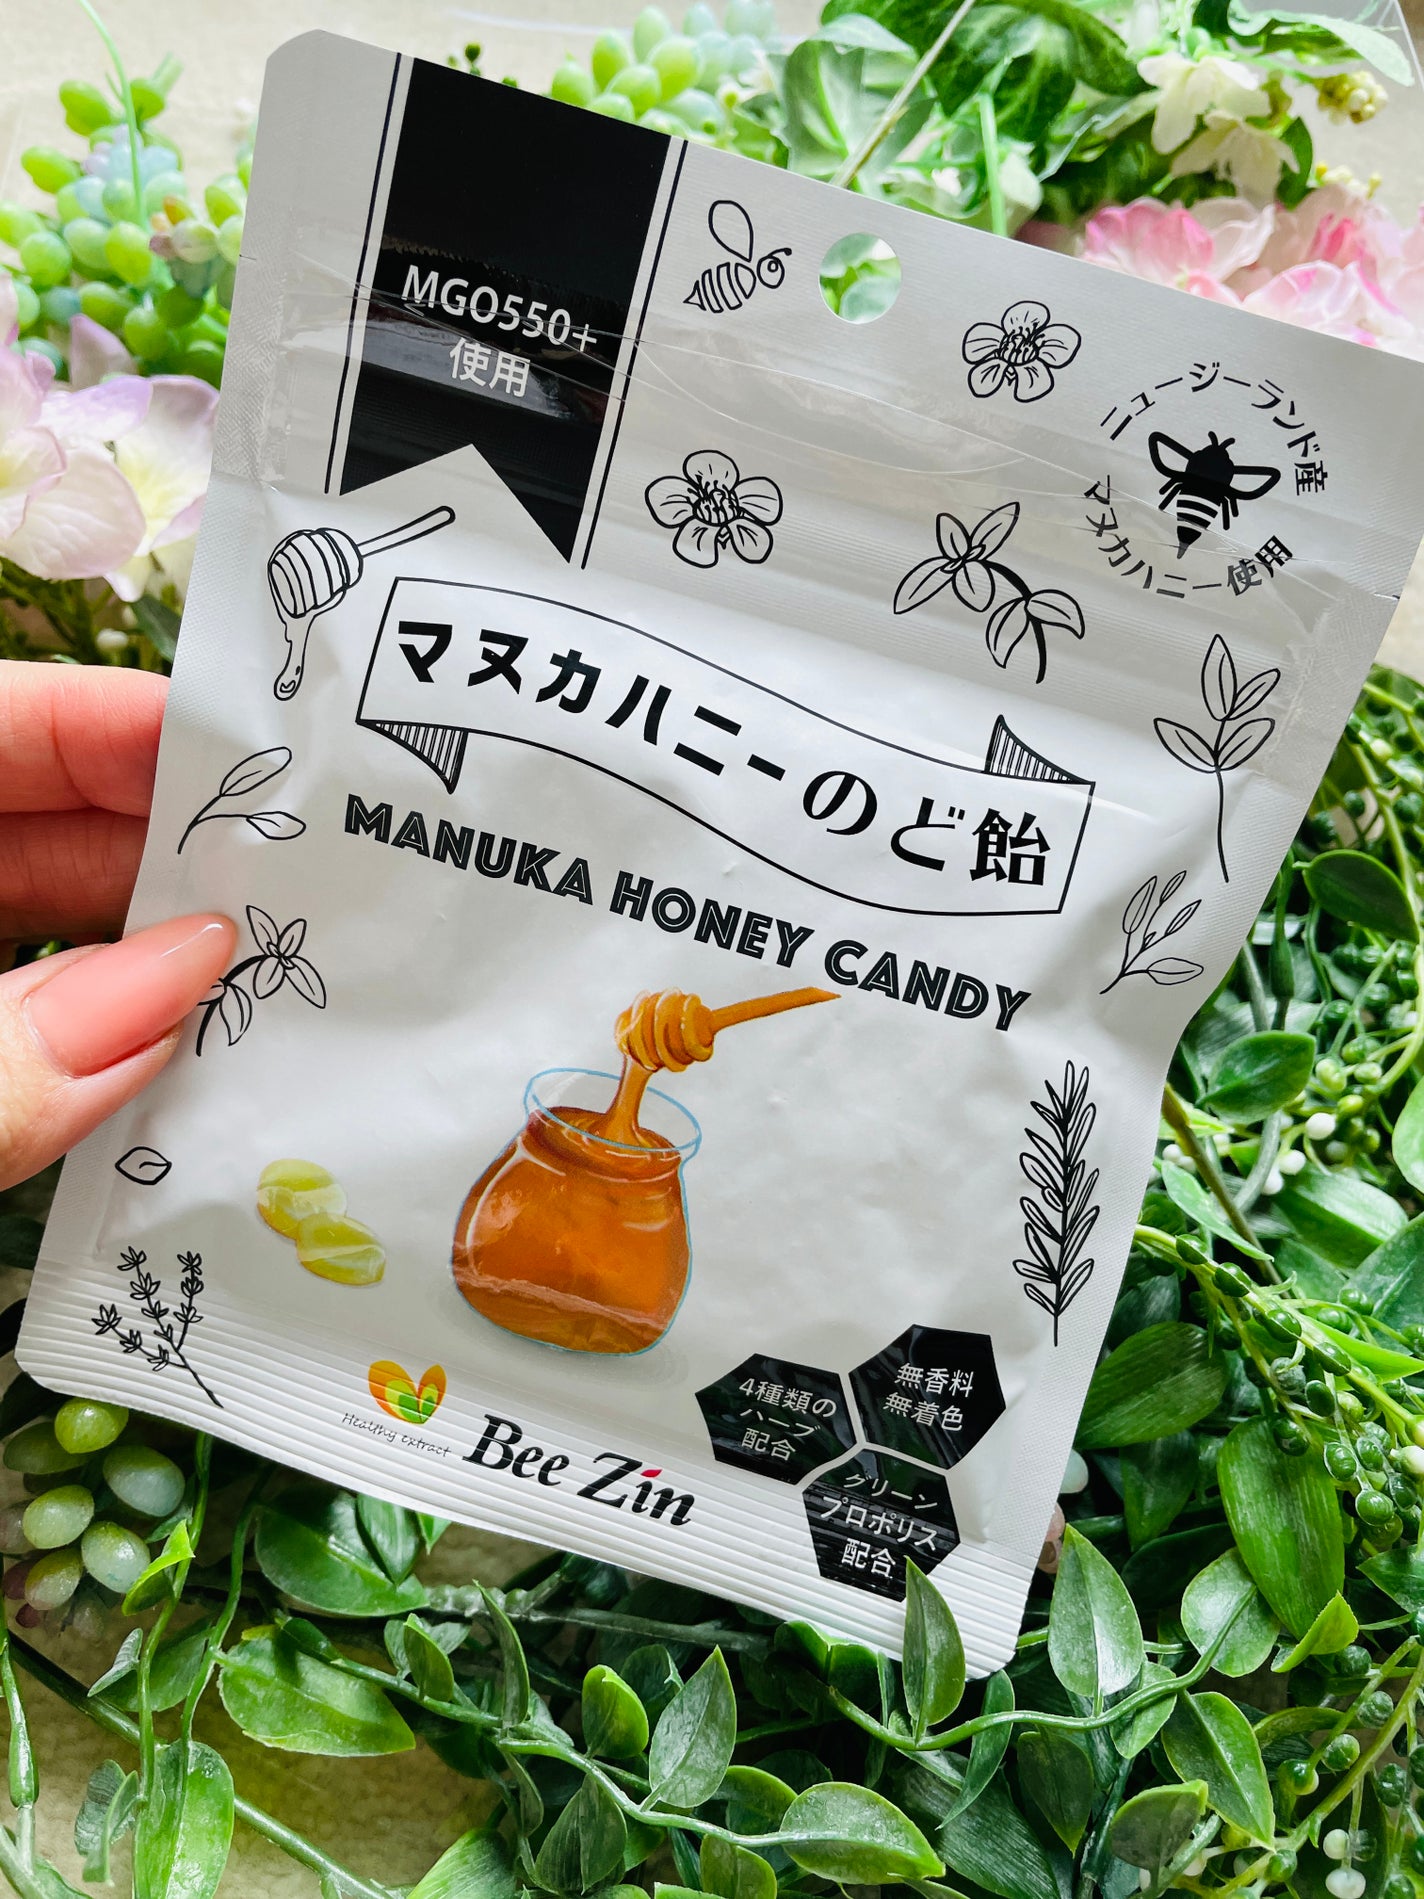 MGO550+
使用
ニュージーランド産
マヌカハニー使用
マヌカハニーのど飴
MANUKA HONEY CANDY
4種類の
ハーブ
配合
無香料
無着色
グリーン
プロポリス
配合
Healthy extract
Bee Zin